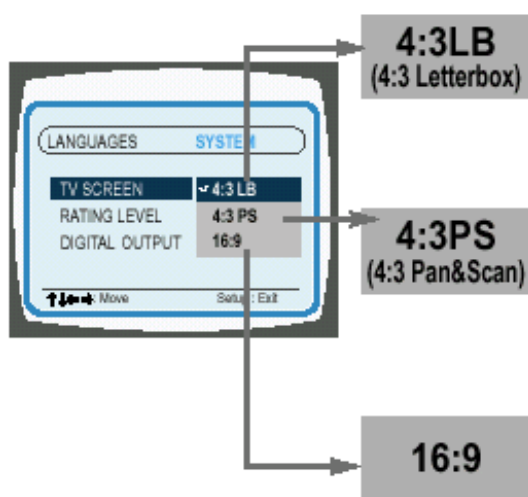 4:3LB
(4:3 Letterbox)
LANGUAGES SYSTEM
TV SCREEN 4:3 LB
RATING LEVEL 4:3 PS
DIGITAL OUTPUT 16:9
: Move Setup : Exit
4:3PS
(4:3 Pan&Scan)
16:9